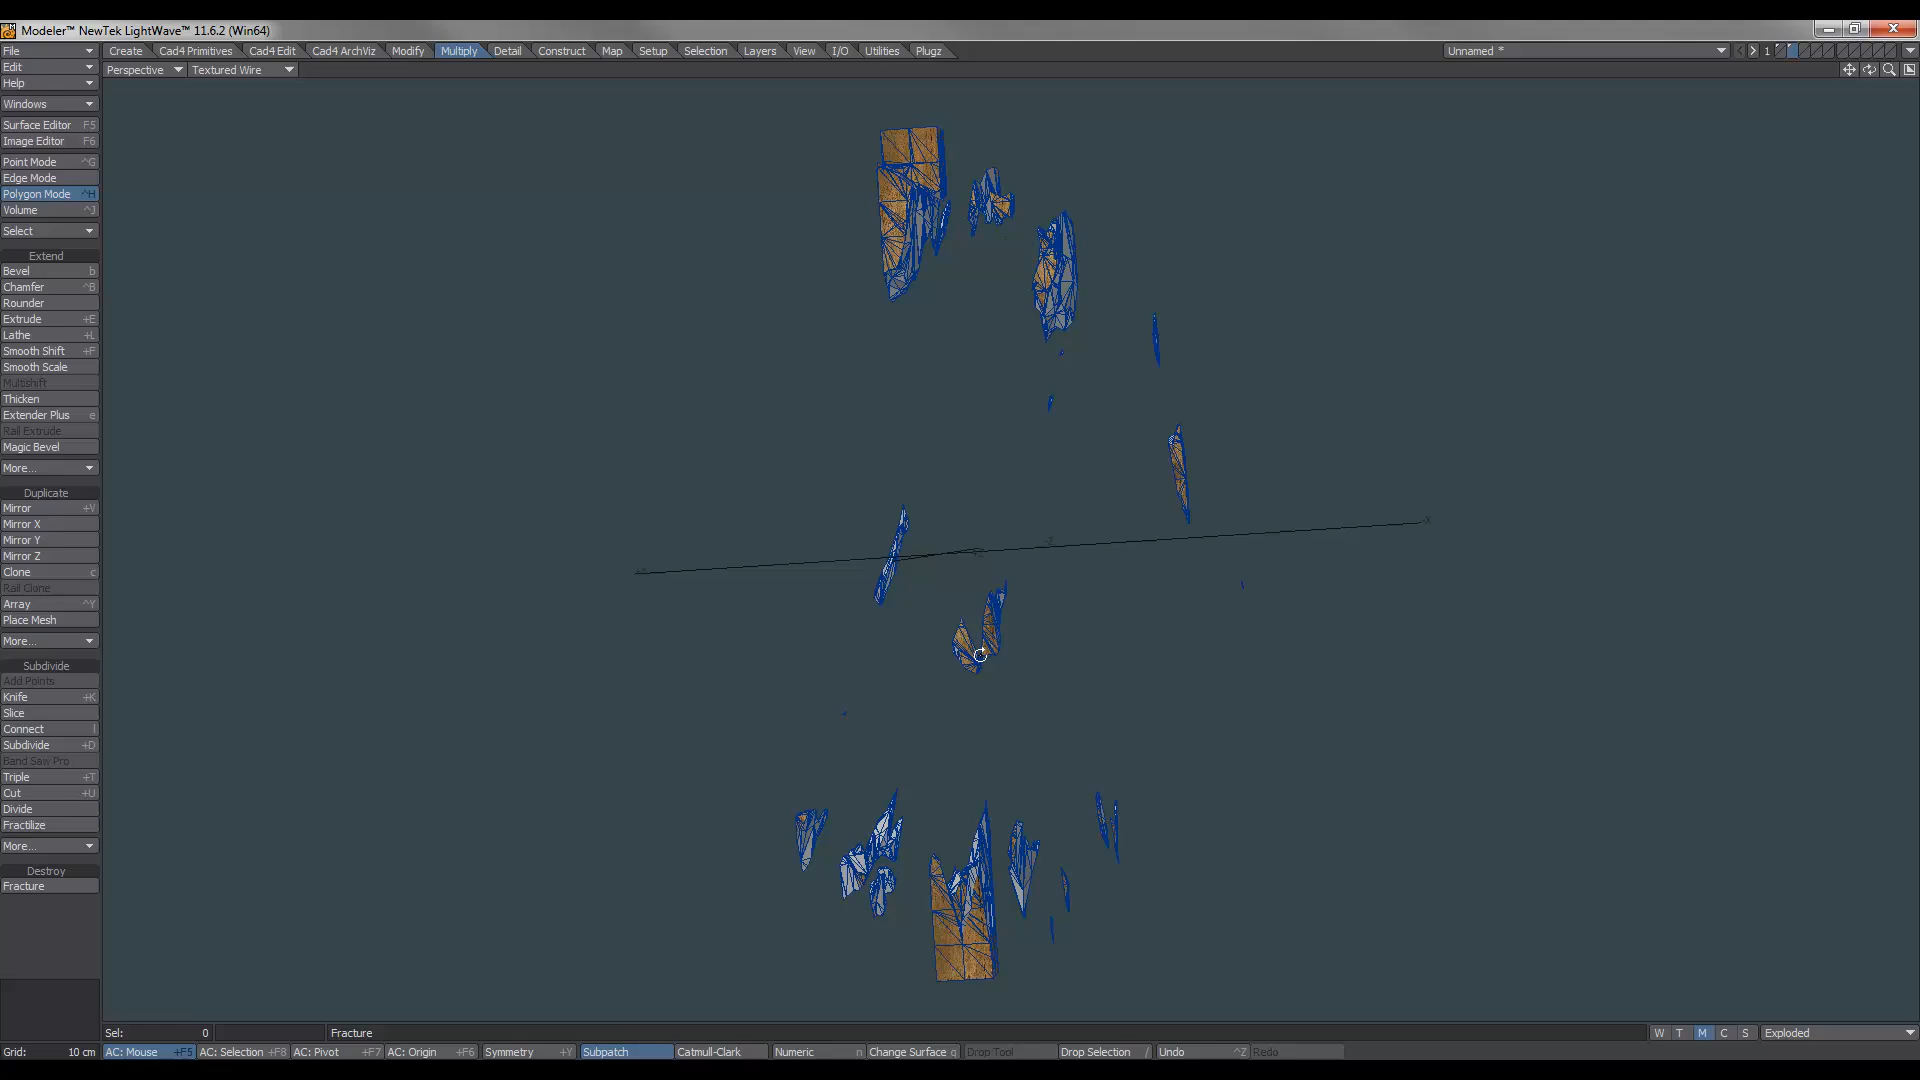 Modeler™ NewTek LightWave™ 11.6.2 (Win64)
File
Create
Cad4 Primitives
Cad4 Edit
Cad4 ArchViz
Modify
Multiply
Detail
Construct
Map
Setup
Selection
Layers
View
I/O
Utilities
Plugz
Unnamed *
1
Edit
Perspective
Textured Wire
Help
Windows
Surface Editor F5
Image Editor F6
Point Mode ^G
Edge Mode
Polygon Mode ^H
Volume ^J
Select
Extend
Bevel b
Chamfer ^B
Rounder
Extrude +E
Lathe +L
Smooth Shift +F
Smooth Scale
Multishift
Thicken
Extender Plus e
Rail Extrude
Magic Bevel
More...
Duplicate
Mirror +V
Mirror X
Mirror Y
Mirror Z
Clone c
Rail Clone
Array ^Y
Place Mesh
More...
Subdivide
Add Points
Knife +K
Slice
Connect l
Subdivide +D
Band Saw Pro
Triple +T
Cut +U
Divide
Fractilize
More...
Destroy
Fracture
Sel: 0
Fracture
W T M C S
Exploded
Grid: 10 cm
AC: Mouse +F5
AC: Selection +F8
AC: Pivot +F7
AC: Origin +F6
Symmetry +Y
Subpatch
Catmull-Clark
Numeric n
Change Surface q
Drop Tool
Drop Selection /
Undo ^Z
Redo